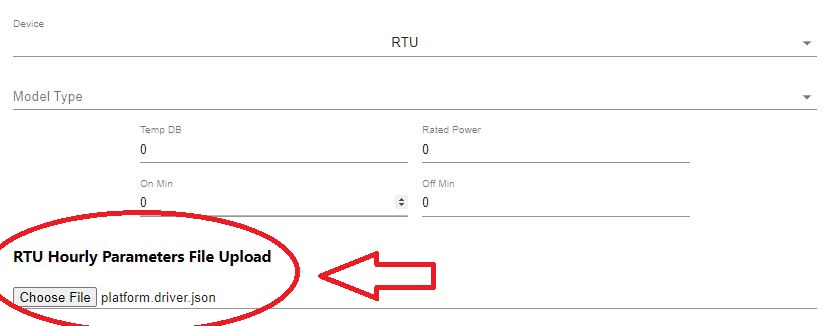 Device
RTU
Model Type
Temp DB Rated Power
0 0
On Min Off Min
0 0
RTU Hourly Parameters File Upload
Choose File platform.driver.json